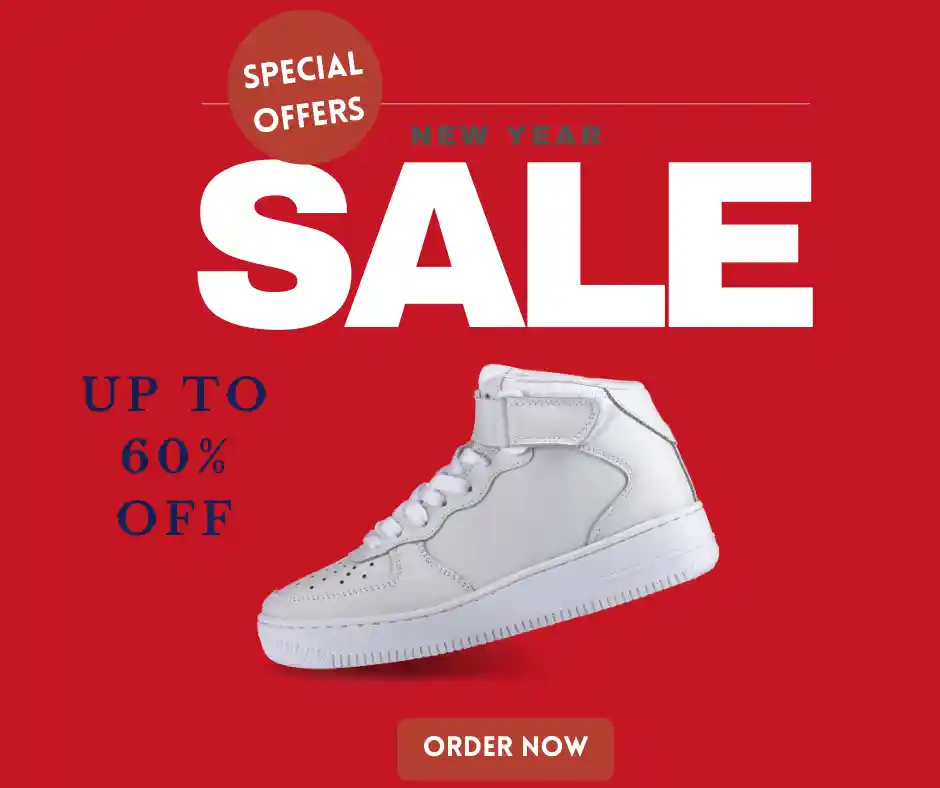 SPECIAL
OFFERS
NEW YEAR
SALE
UP TO
60%
OFF
ORDER NOW